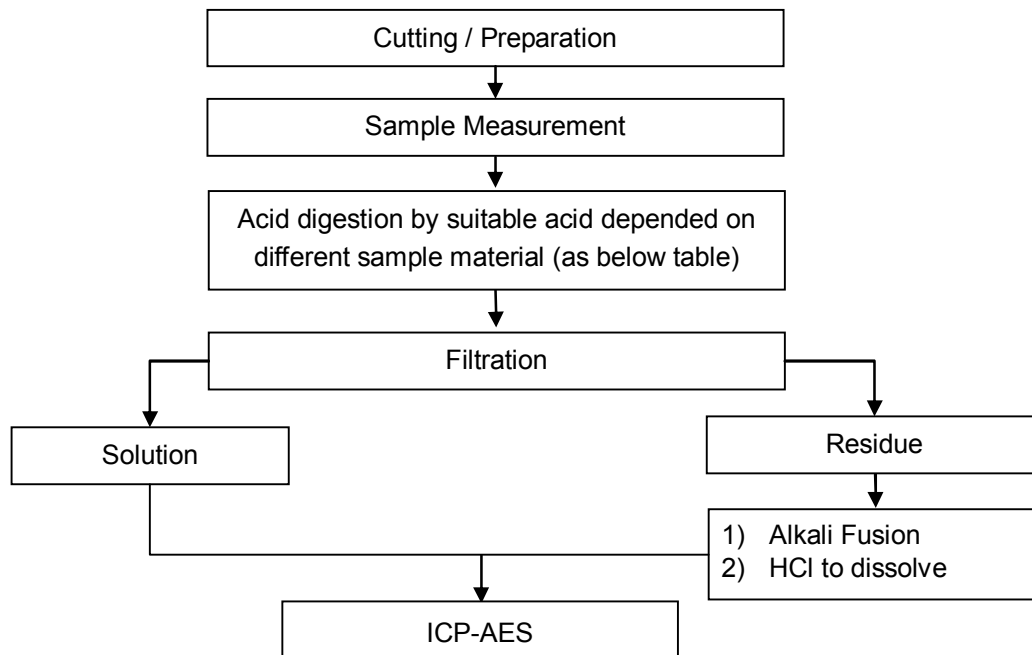 Cutting / Preparation
Sample Measurement
Acid digestion by suitable acid depended on
different sample material (as below table)
Filtration
Solution
Residue
1) Alkali Fusion
2) HCl to dissolve
ICP-AES